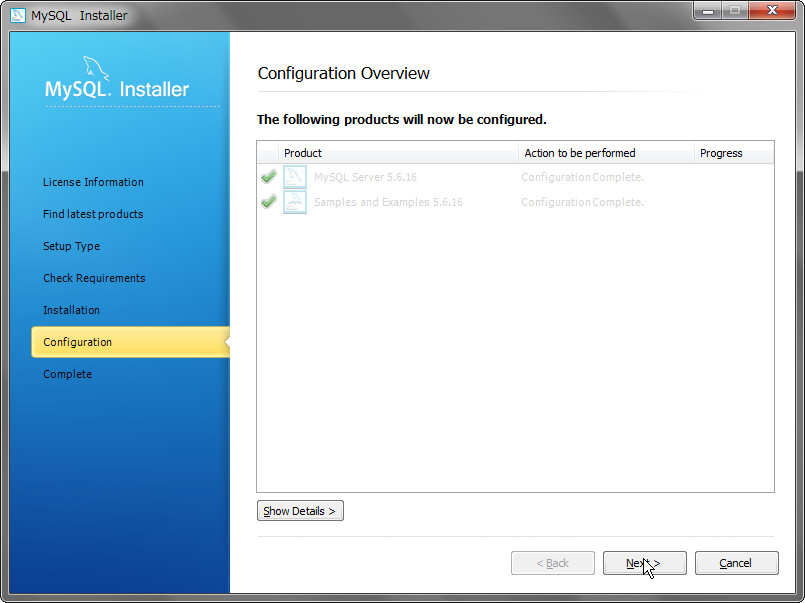 MySQL Installer
MySQL. Installer
License Information
Find latest products
Setup Type
Check Requirements
Installation
Configuration
Complete
Configuration Overview
The following products will now be configured.
Product Action to be performed Progress
MySQL Server 5.6.16 Configuration Complete.
Samples and Examples 5.6.16 Configuration Complete.
Show Details >
< Back Next > Cancel